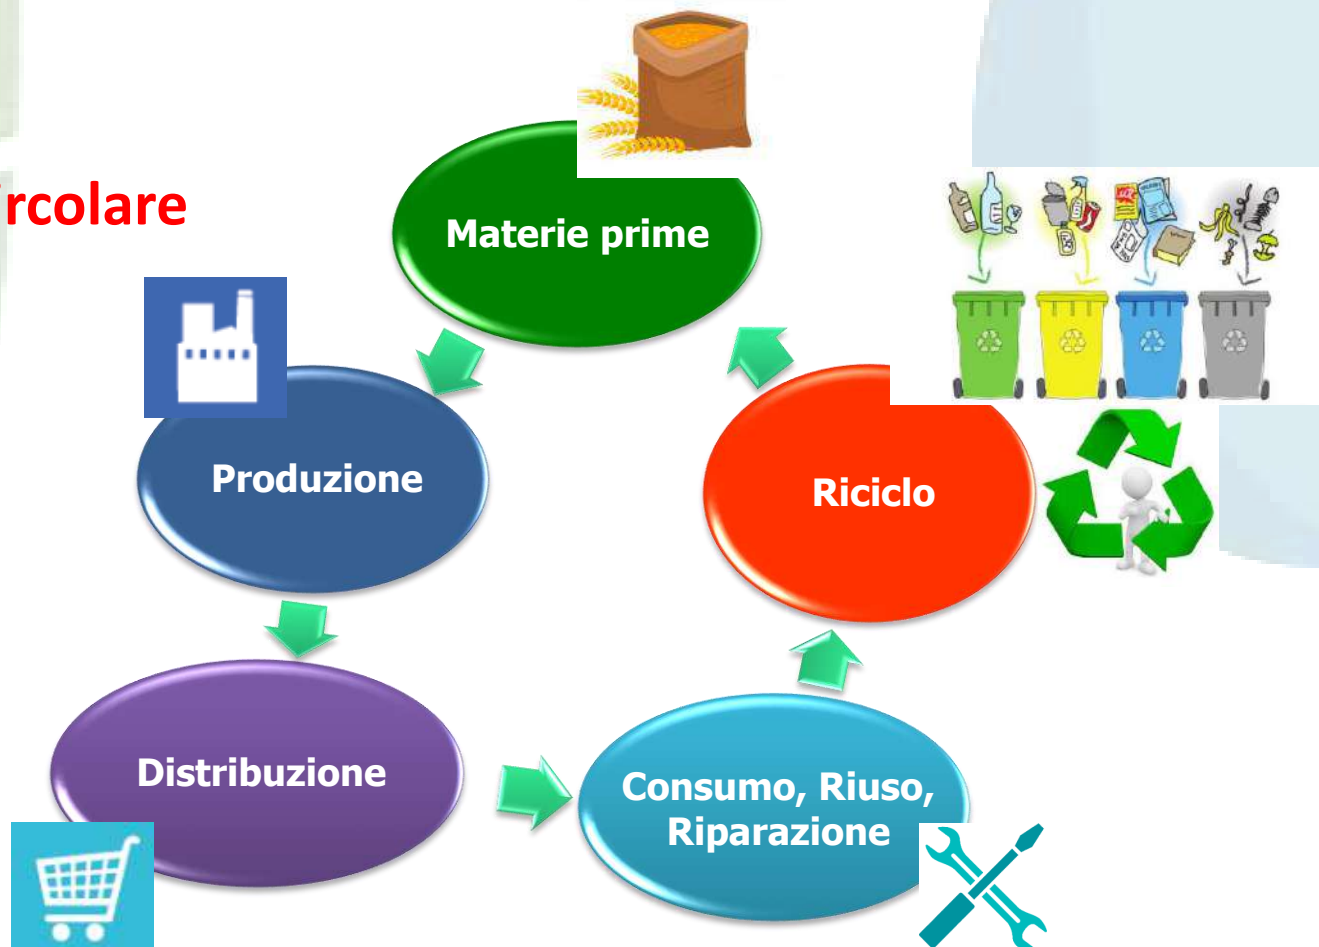 rcolare
Materie prime
Produzione
Riciclo
Distribuzione
Consumo, Riuso,
Riparazione